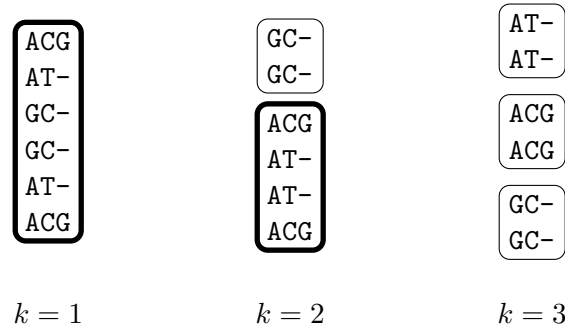 ACG
AT-
GC-
GC-
AT-
ACG
k = 1
GC-
GC-
ACG
AT-
AT-
ACG
k = 2
AT-
AT-
ACG
ACG
GC-
GC-
k = 3